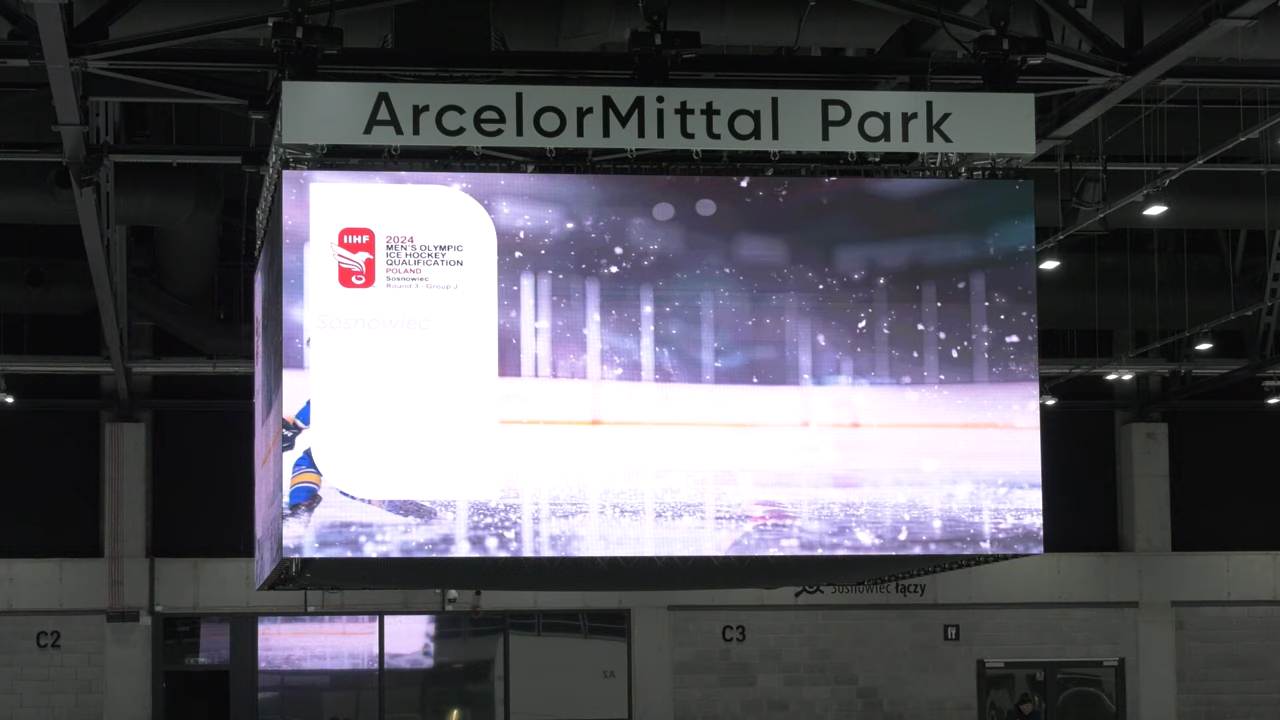 ArcelorMittal Park
IIHF
2024
MEN'S OLYMPIC
ICE HOCKEY
QUALIFICATION
POLAND
Sosnowiec
Round 3 - Group J
Sosnowiec
Sosnowiec łączy
C2
C3
A2